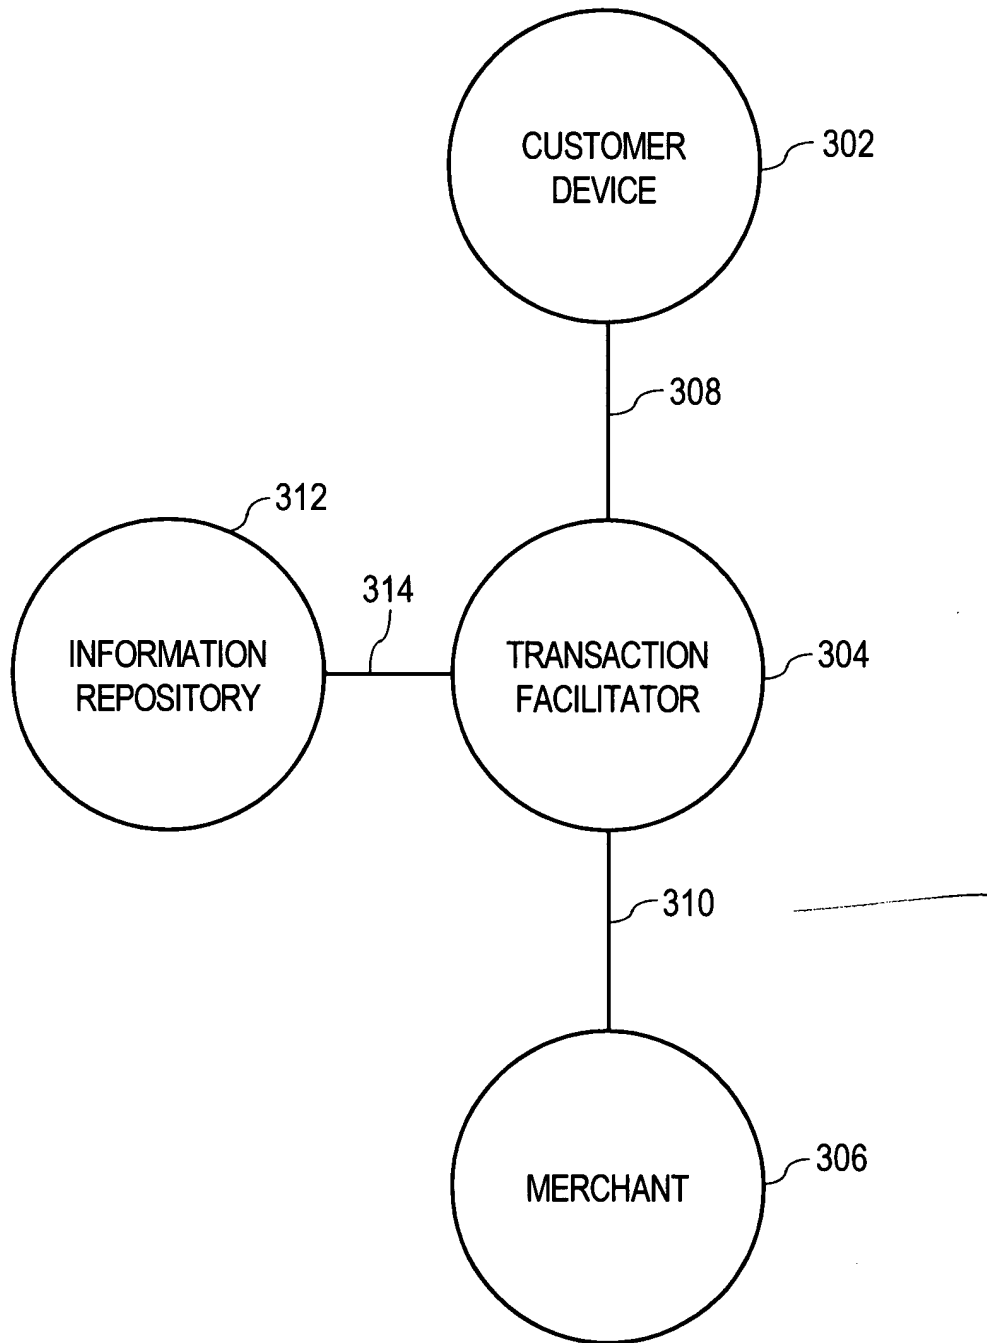 CUSTOMER
DEVICE
302
308
312
314
INFORMATION
REPOSITORY
TRANSACTION
FACILITATOR
304
310
MERCHANT
306